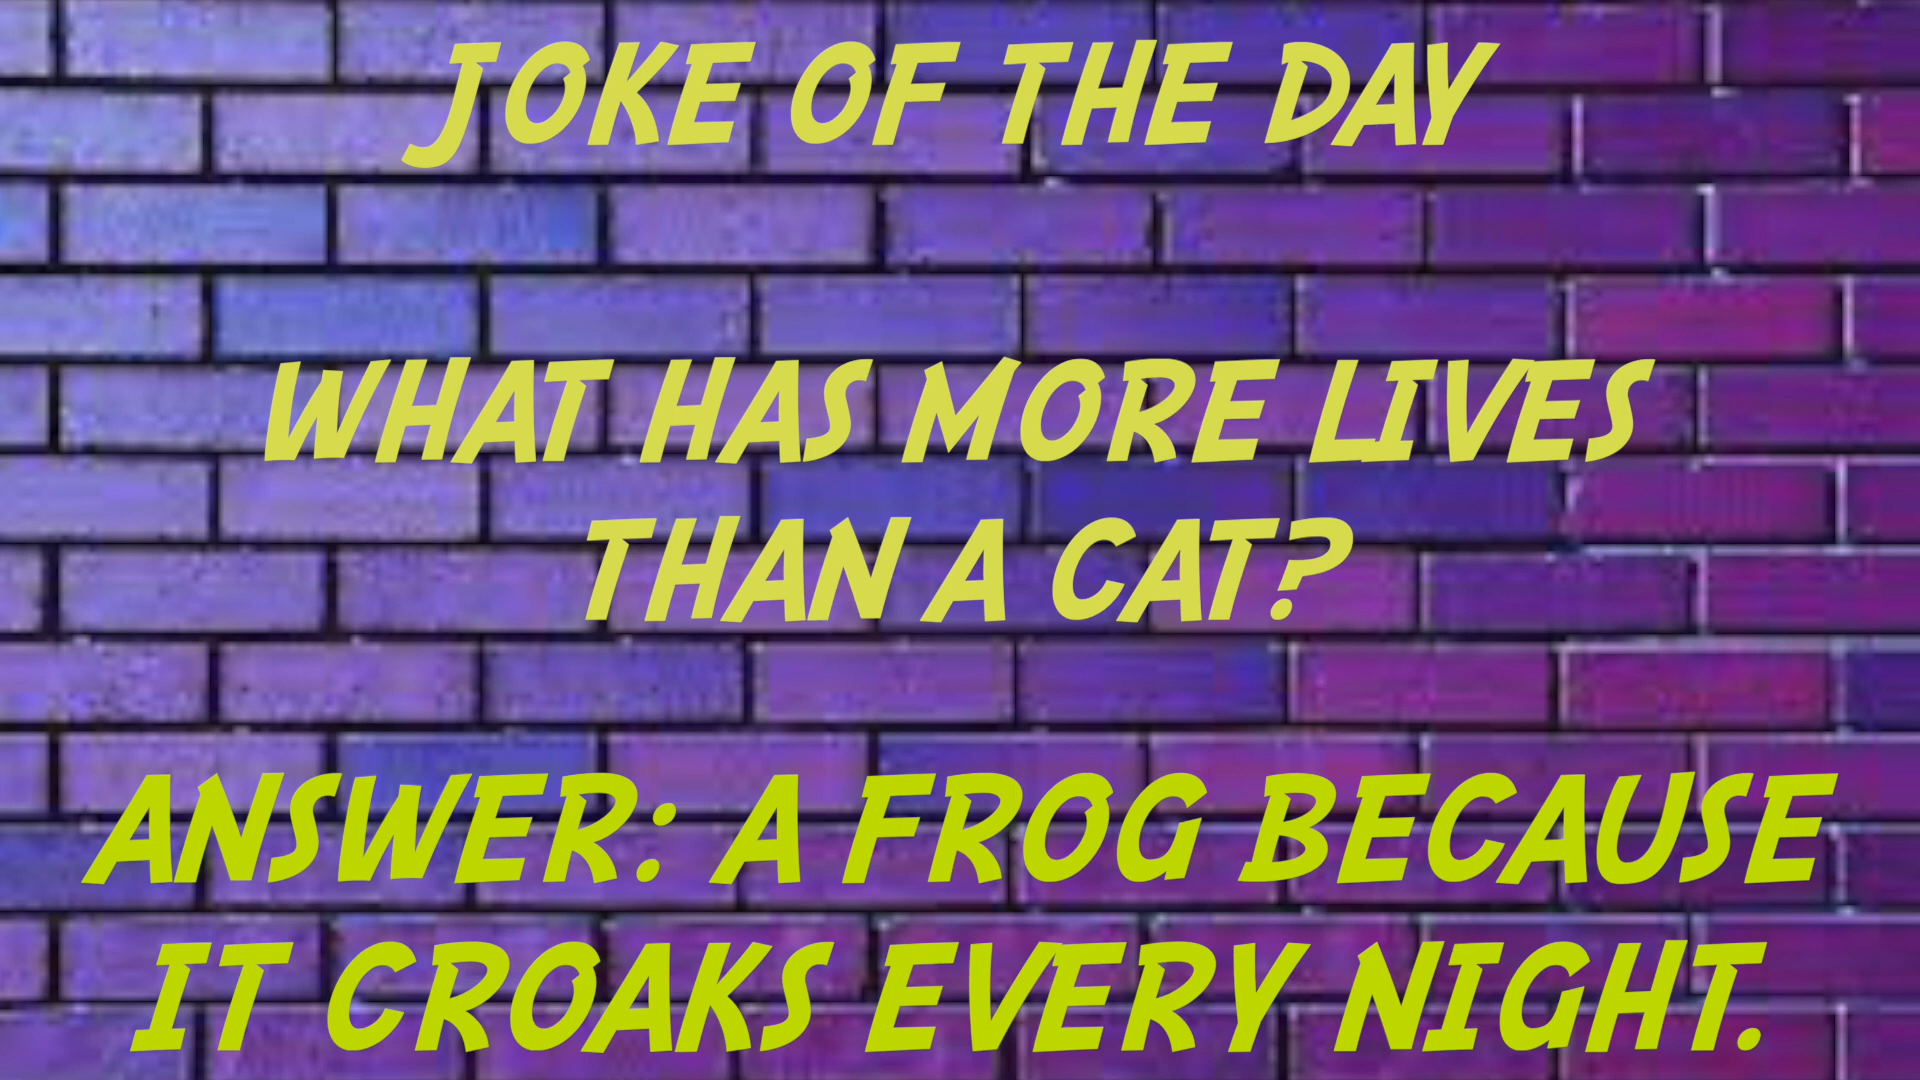 JOKE OF THE DAY
WHAT HAS MORE LIVES
THAN A CAT?
ANSWER: A FROG BECAUSE
IT CROAKS EVERY NIGHT.